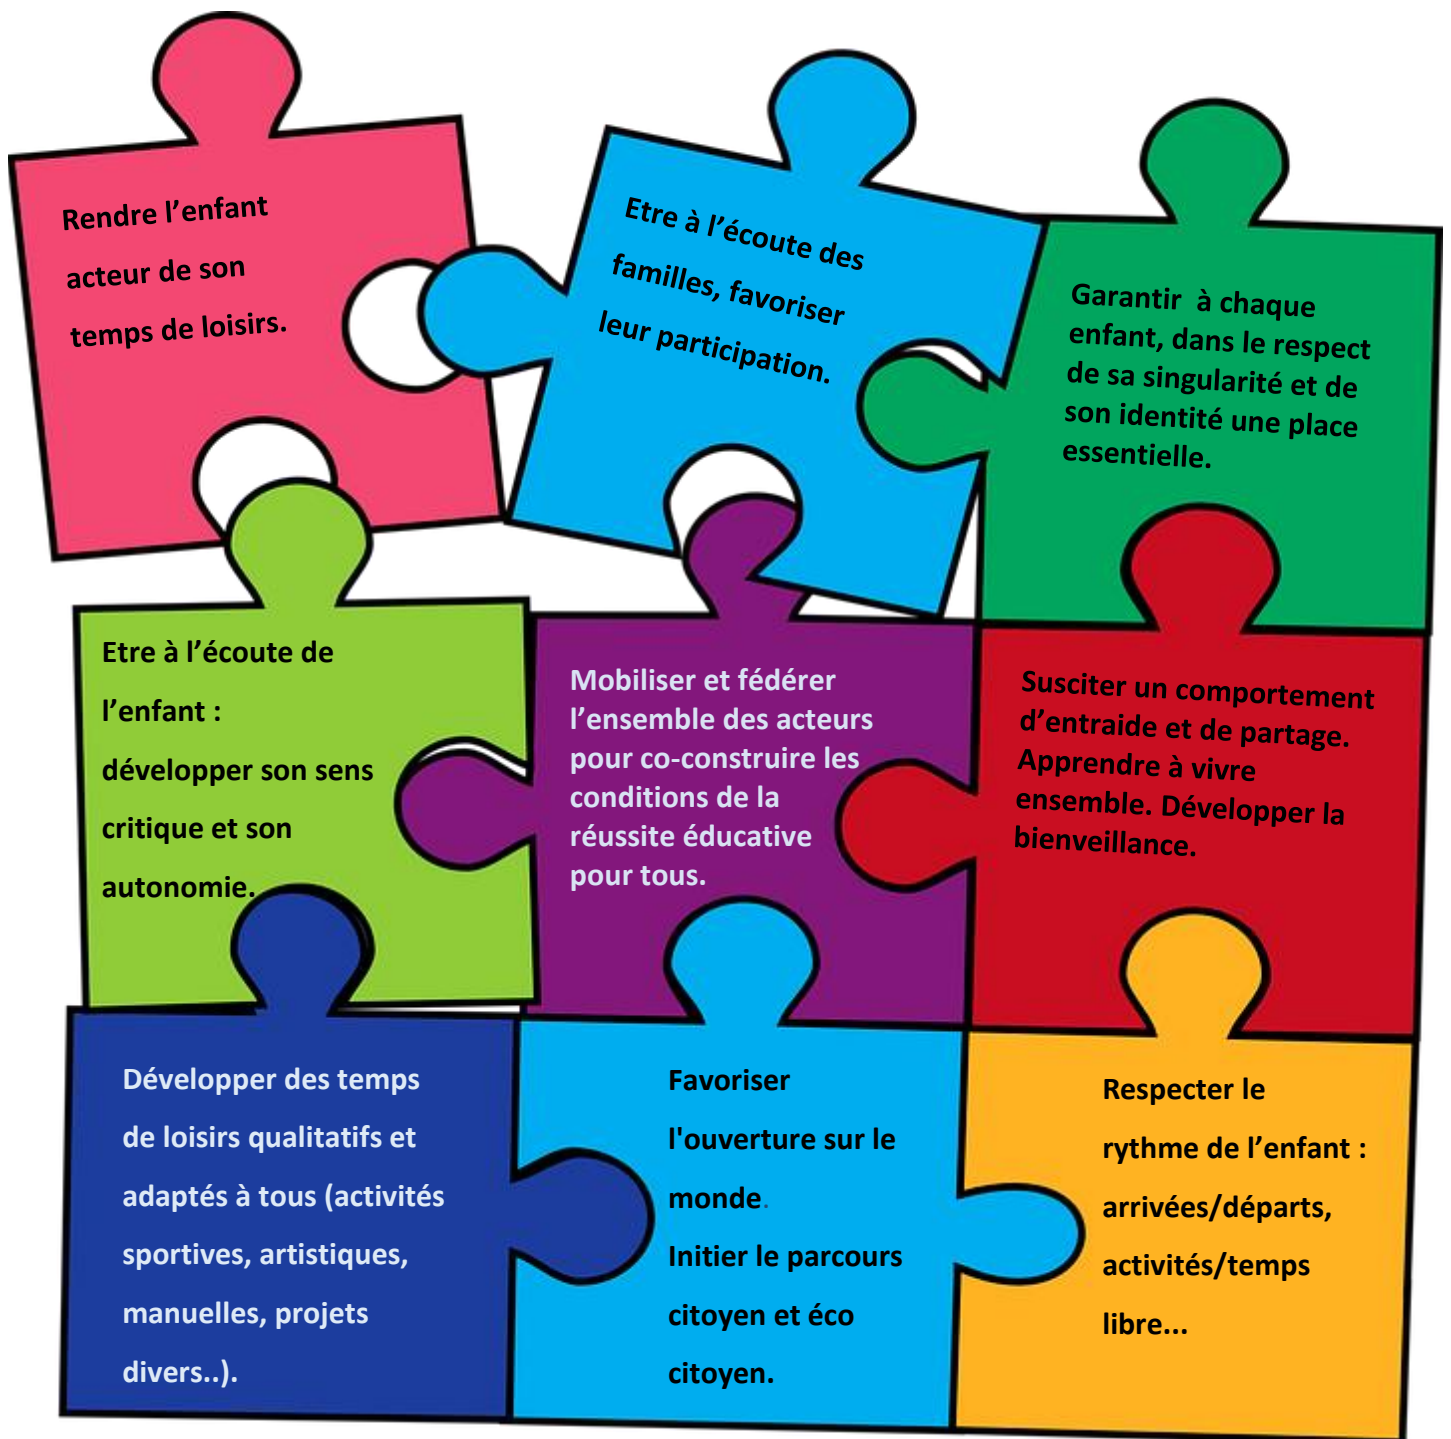 Rendre l’enfant
acteur de son
temps de loisirs.
Etre à l’écoute des
familles, favoriser
leur participation.
Garantir à chaque
enfant, dans le respect
de sa singularité et de
son identité une place
essentielle.
Etre à l’écoute de
l’enfant :
développer son sens
critique et son
autonomie.
Mobiliser et fédérer
l’ensemble des acteurs
pour co-construire les
conditions de la
réussite éducative
pour tous.
Susciter un comportement
d’entraide et de partage.
Apprendre à vivre
ensemble. Développer la
bienveillance.
Développer des temps
de loisirs qualitatifs et
adaptés à tous (activités
sportives, artistiques,
manuelles, projets
divers..).
Favoriser
l'ouverture sur le
monde.
Initier le parcours
citoyen et éco
citoyen.
Respecter le
rythme de l’enfant :
arrivées/départs,
activités/temps
libre...